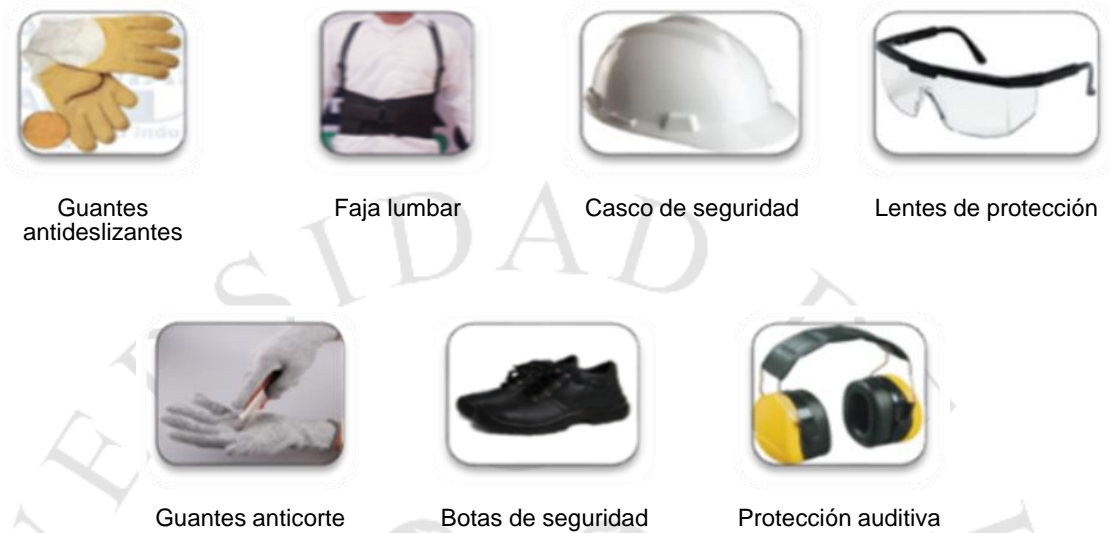 Guantes
antideslizantes
Faja lumbar
Casco de seguridad
Lentes de protección
Guantes anticorte
Botas de seguridad
Protección auditiva